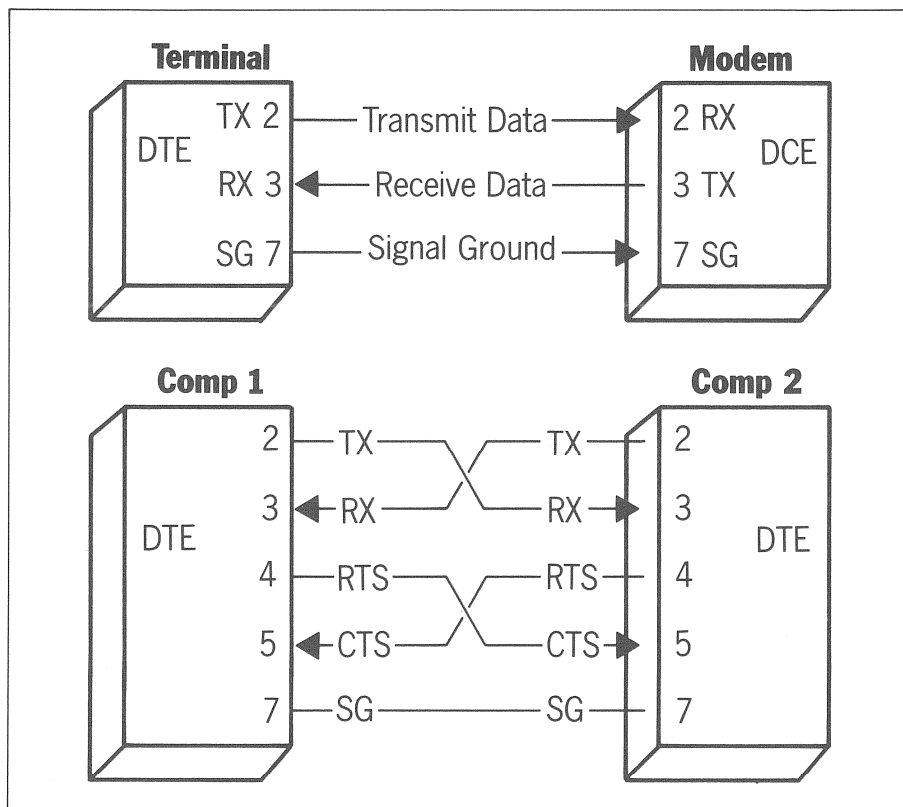 Terminal Modem
TX 2 Transmit Data 2 RX
DTE DCE
RX 3 Receive Data 3 TX
SG 7 Signal Ground 7 SG
Comp 1 Comp 2
2 TX TX 2
3 RX RX 3
DTE DTE
4 RTS RTS 4
5 CTS CTS 5
7 SG SG 7